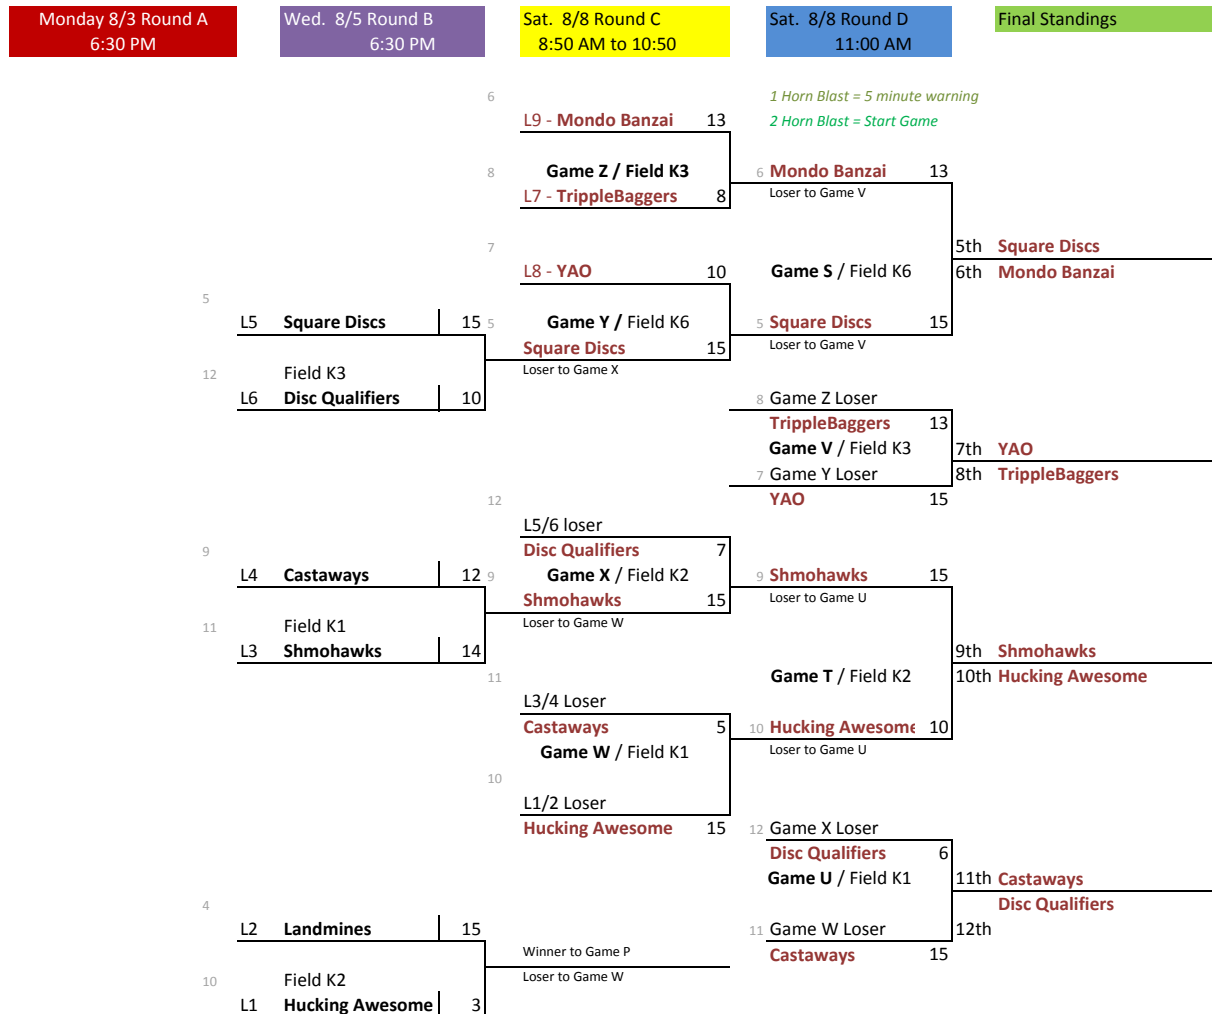 Monday 8/3 Round A Wed. 8/5 Round B Sat. 8/8 Round C Sat. 8/8 Round D Final Standings
6:30 PM 6:30 PM 8:50 AM to 10:50 11:00 AM
6 1 Horn Blast = 5 minute warning
L9 - Mondo Banzai 13 2 Horn Blast = Start Game
8 Game Z / Field K3 6 Mondo Banzai 13
L7 - TrippleBaggers 8 Loser to Game V
7 5th Square Discs
L8 - YAO 10 Game S / Field K6 6th Mondo Banzai
5
L5 Square Discs 15 5 Game Y / Field K6 5 Square Discs 15
Square Discs 15 Loser to Game V
12 Field K3 Loser to Game X
L6 Disc Qualifiers 10 8 Game Z Loser
TrippleBaggers 13
Game V / Field K3 7th YAO
7 Game Y Loser 8th TrippleBaggers
12 YAO 15
L5/6 loser
9 Disc Qualifiers 7
L4 Castaways 12 9 Game X / Field K2 9 Shmohawks 15
Shmohawks 15 Loser to Game U
11 Field K1 Loser to Game W
L3 Shmohawks 14 9th Shmohawks
11 Game T / Field K2 10th Hucking Awesome
L3/4 Loser
Castaways 5 10 Hucking Awesome 10
Game W / Field K1 Loser to Game U
10
L1/2 Loser
Hucking Awesome 15 12 Game X Loser
Disc Qualifiers 6
Game U / Field K1 11th Castaways
4 Disc Qualifiers
L2 Landmines 15 11 Game W Loser 12th
Winner to Game P Castaways 15
10 Field K2 Loser to Game W
L1 Hucking Awesome 3